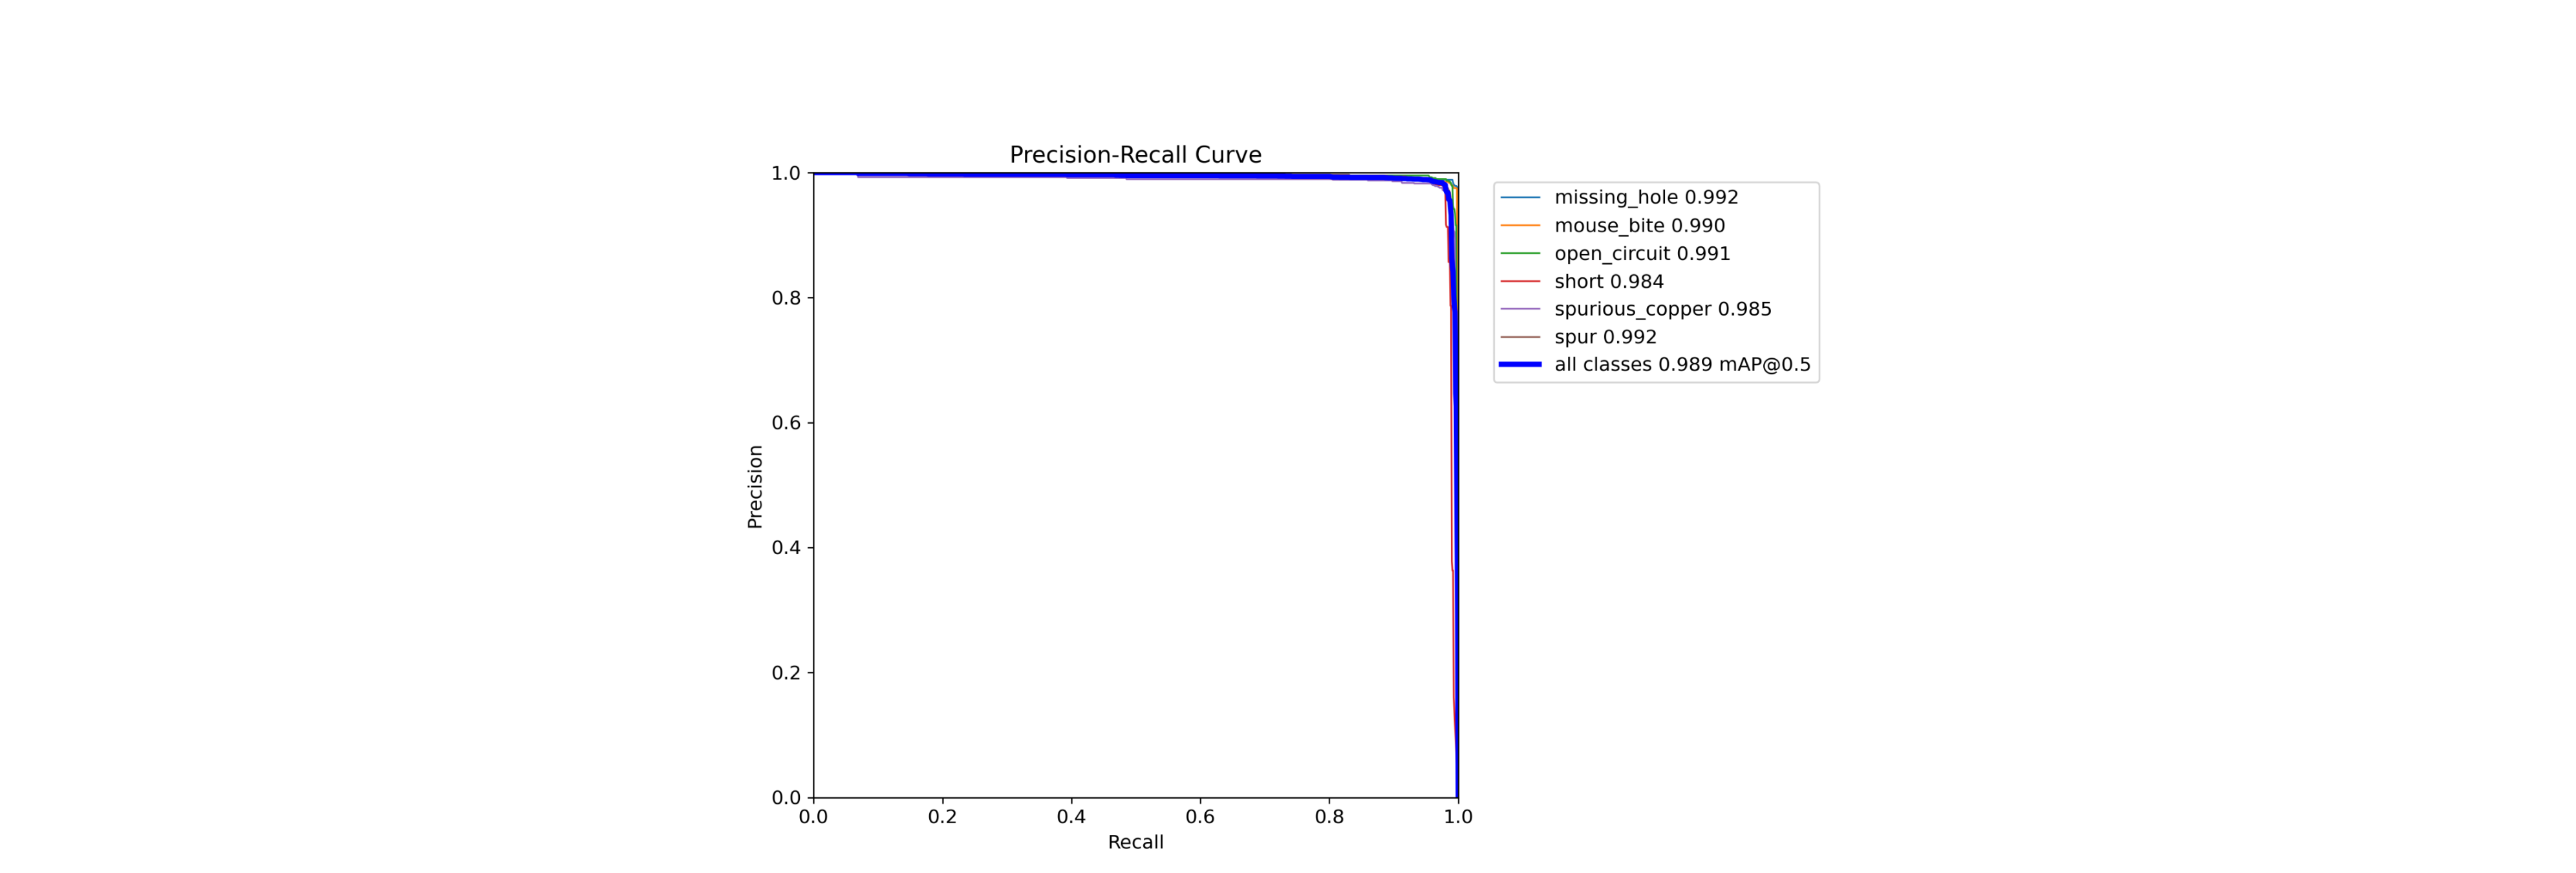 Precision-Recall Curve
1.0
0.8
0.6
0.4
0.2
0.0
Precision
0.0 0.2 0.4 0.6 0.8 1.0
Recall
missing_hole 0.992
mouse_bite 0.990
open_circuit 0.991
short 0.984
spurious_copper 0.985
spur 0.992
all classes 0.989 mAP@0.5